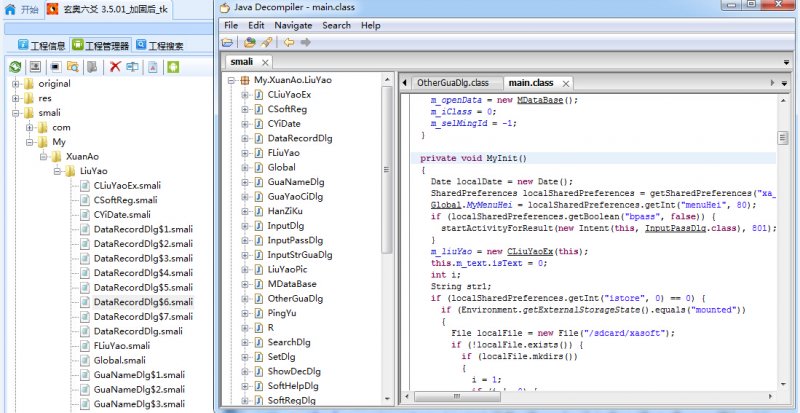 开始
玄奥六爻 3.5.01_加固后_tk
工程信息
工程管理器
工程搜索
original
res
smali
com
My
XuanAo
LiuYao
CLiuYaoEx.smali
CSoftReg.smali
CYiDate.smali
DataRecordDlg$1.smali
DataRecordDlg$2.smali
DataRecordDlg$3.smali
DataRecordDlg$4.smali
DataRecordDlg$5.smali
DataRecordDlg$6.smali
DataRecordDlg$7.smali
DataRecordDlg.smali
FLiuYao.smali
Global.smali
GuaNameDlg$1.smali
GuaNameDlg$2.smali
GuaNameDlg$3.smali
Java Decompiler - main.class
File Edit Navigate Search Help
smali
My.XuanAo.LiuYao
CLiuYaoEx
CSoftReg
CYiDate
DataRecordDlg
FLiuYao
Global
GuaNameDlg
GuaYaoCiDlg
HanZiKu
InputDlg
InputPassDlg
InputStrGuaDlg
LiuYaoPic
MDataBase
OtherGuaDlg
PingYu
R
SearchDlg
SetDlg
ShowDecDlg
SoftHelpDlg
SoftRegDlg
OtherGuaDlg.class
main.class
m_openData = new MDataBase();
m_iClass = 0;
m_selMingId = -1;
}
private void MyInit()
{
Date localDate = new Date();
SharedPreferences localSharedPreferences = getSharedPreferences("xa_
Global.MyMenuHei = localSharedPreferences.getInt("menuHei", 80);
if (localSharedPreferences.getBoolean("bpass", false)) {
startActivityForResult(new Intent(this, InputPassDlg.class), 801);
}
m_liuYao = new CLiuYaoEx(this);
this.m_text.isText = 0;
int i;
String str1;
if (localSharedPreferences.getInt("istore", 0) == 0) {
if (Environment.getExternalStorageState().equals("mounted"))
{
File localFile = new File("/sdcard/xasoft");
if (!localFile.exists()) {
if (localFile.mkdirs())
{
i = 1;